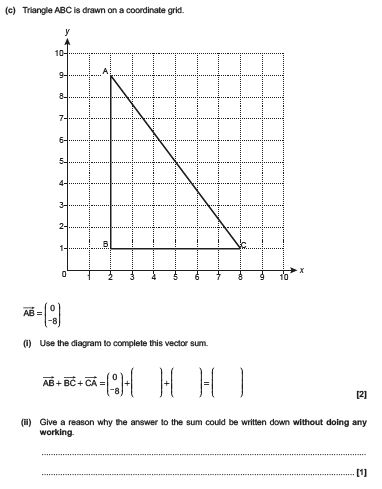 (c) Triangle ABC is drawn on a coordinate grid.
y
10
9
A
8
7
6
5
4
3
2
1
B
C
0 1 2 3 4 5 6 7 8 9 10 x
AB = (0 -8)
(i) Use the diagram to complete this vector sum.
AB + BC + CA = (0 -8) + ( ) + ( ) = ( )
[2]
(ii) Give a reason why the answer to the sum could be written down without doing any
working.
[1]